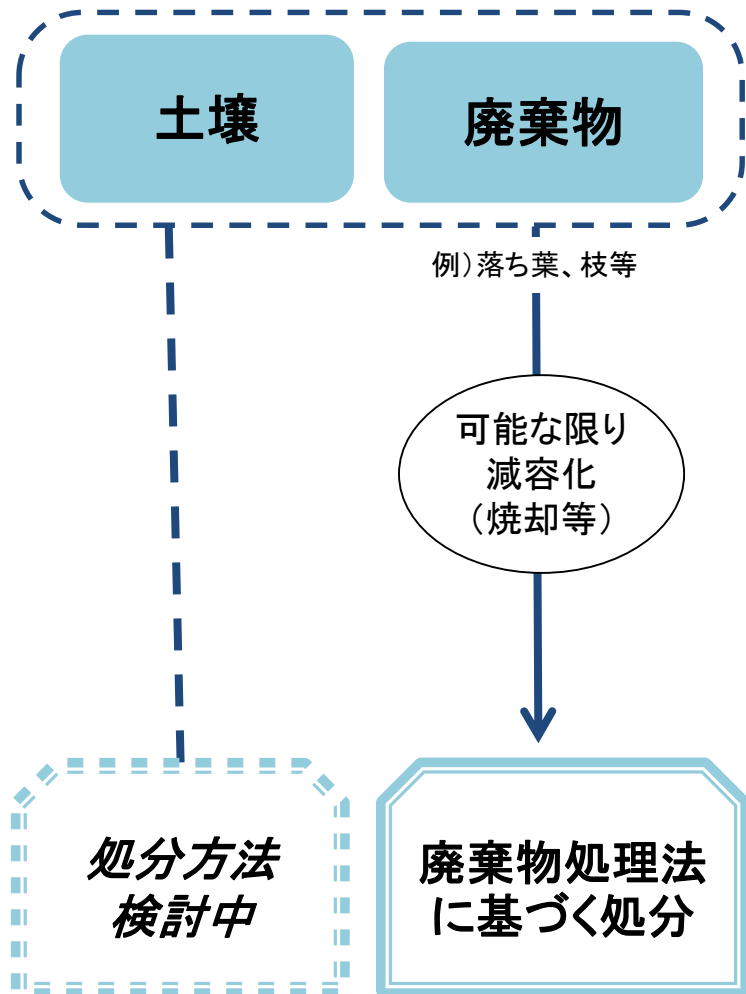 土壌
廃棄物
例)落ち葉、枝等
可能な限り
減容化
(焼却等)
処分方法
検討中
廃棄物処理法
に基づく処分